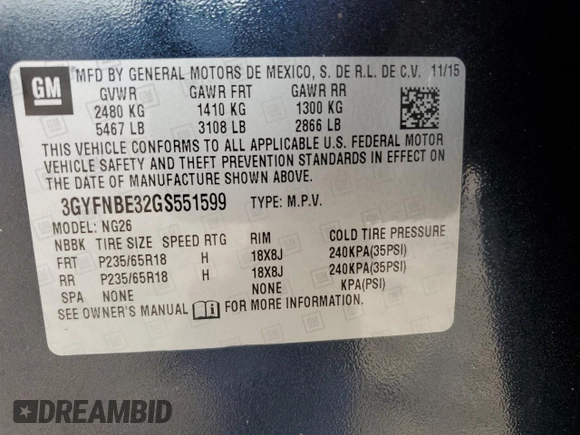 GM
MFD BY GENERAL MOTORS DE MEXICO, S. DE R.L. DE C.V. 11/15
GVWR GAWR FRT GAWR RR
2480 KG 1410 KG 1300 KG
5467 LB 3108 LB 2866 LB
THIS VEHICLE CONFORMS TO ALL APPLICABLE U.S. FEDERAL MOTOR
VEHICLE SAFETY AND THEFT PREVENTION STANDARDS IN EFFECT ON
THE DATE OF MANUFACTURE SHOWN ABOVE.
3GYFNBE32GS551599 TYPE: M.P.V.
MODEL: NG26
NBBK TIRE SIZE SPEED RTG RIM COLD TIRE PRESSURE
FRT P235/65R18 H 18X8J 240KPA(35PSI)
RR P235/65R18 H 18X8J 240KPA(35PSI)
SPA NONE NONE KPA(PSI)
SEE OWNER'S MANUAL FOR MORE INFORMATION.
DREAMBID